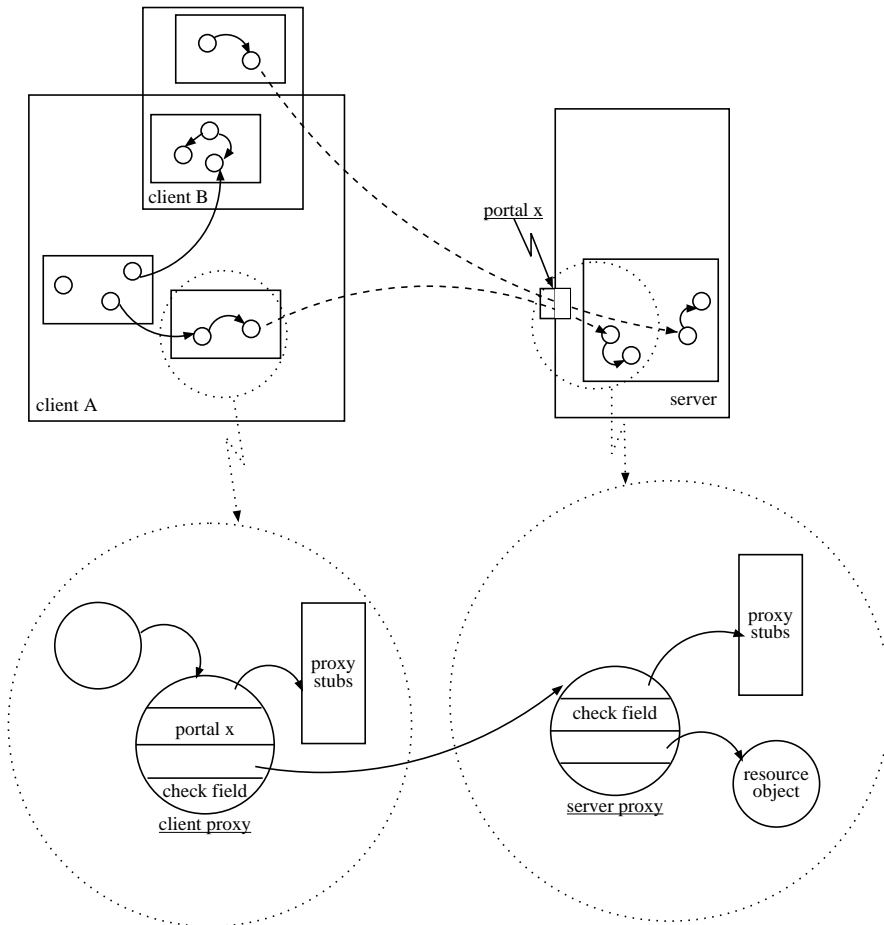 client B
portal x
client A
server
proxy
stubs
portal x
check field
client proxy
proxy
stubs
check field
server proxy
resource
object